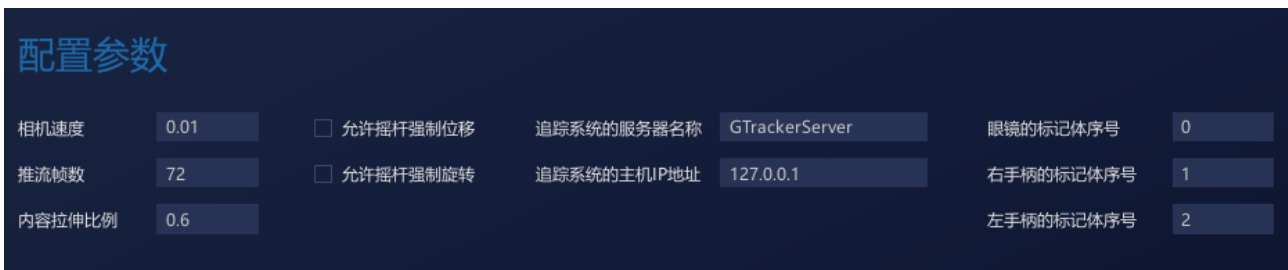 配置参数
相机速度 0.01 允许摇杆强制位移 追踪系统的服务器名称 GTrackerServer 眼镜的标记体序号 0
推流帧数 72 允许摇杆强制旋转 追踪系统的主机IP地址 127.0.0.1 右手柄的标记体序号 1
内容拉伸比例 0.6 左手柄的标记体序号 2